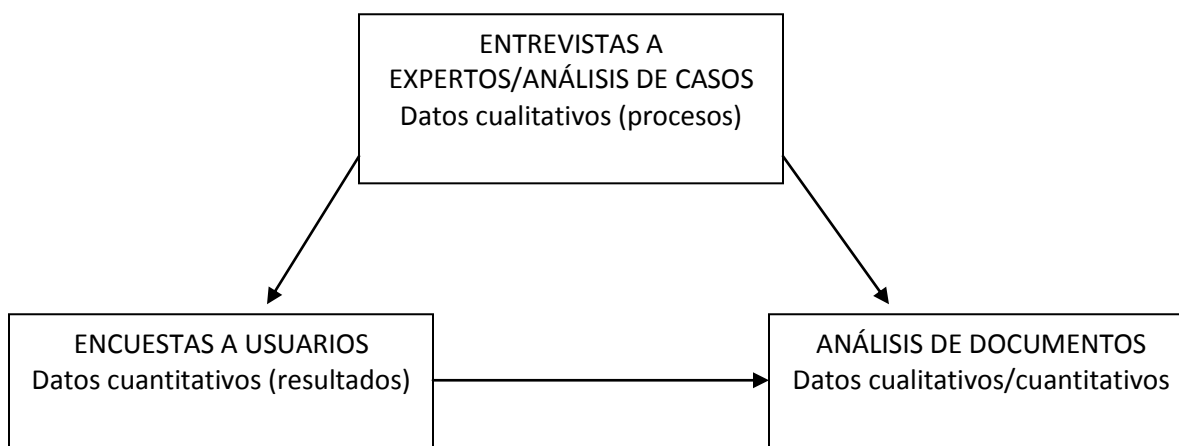 ENTREVISTAS A
EXPERTOS/ANÁLISIS DE CASOS
Datos cualitativos (procesos)
ENCUESTAS A USUARIOS
Datos cuantitativos (resultados)
ANÁLISIS DE DOCUMENTOS
Datos cualitativos/cuantitativos